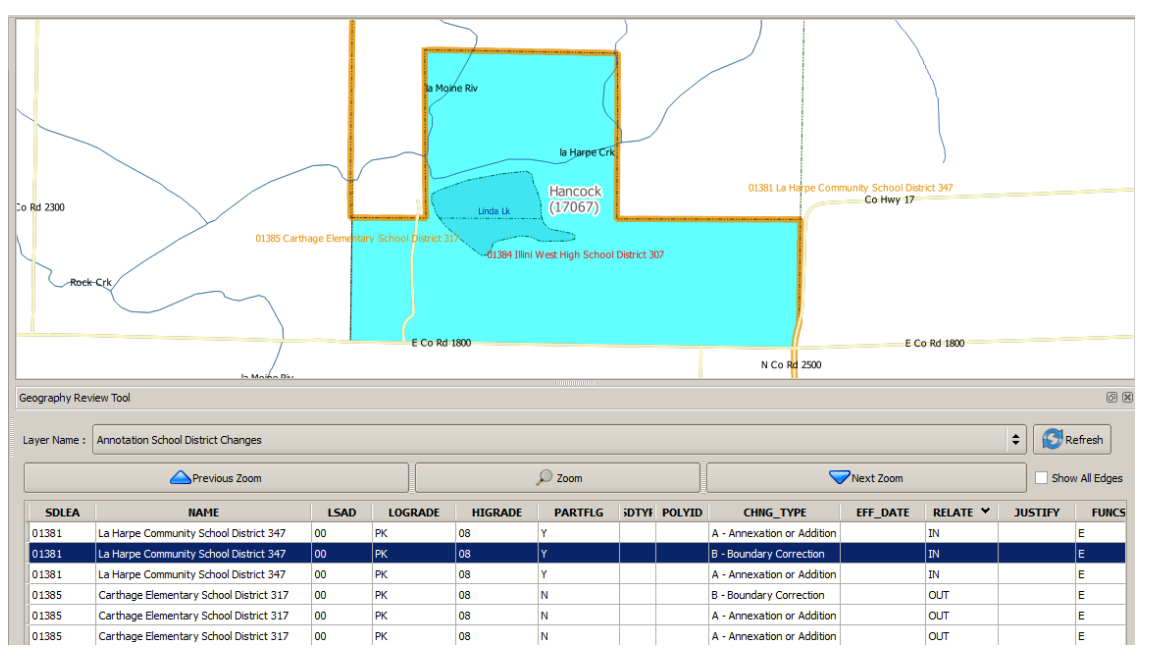 la Moine Riv
la Harpe Crk
01381 La Harpe Community School District 347
Hancock
(17067)
Co Hwy 17
Co Rd 2300
Linda Lk
01385 Carthage Elementary School District 317
01384 Illini West High School District 307
Rock Crk
E Co Rd 1800
E Co Rd 1800
N Co Rd 2500
la Moine Riv
Geography Review Tool
Layer Name : Annotation School District Changes Refresh
Previous Zoom Zoom Next Zoom Show All Edges
SDLEA NAME LSAD LOGRADE HIGRADE PARTFLG POLYID CHNG_TYPE EFF_DATE RELATE JUSTIFY FUNCS
01381 La Harpe Community School District 347 00 PK 08 Y A - Annexation or Addition IN E
01381 La Harpe Community School District 347 00 PK 08 Y B - Boundary Correction IN E
01381 La Harpe Community School District 347 00 PK 08 Y A - Annexation or Addition IN E
01385 Carthage Elementary School District 317 00 PK 08 N B - Boundary Correction OUT E
01385 Carthage Elementary School District 317 00 PK 08 N A - Annexation or Addition OUT E
01385 Carthage Elementary School District 317 00 PK 08 N A - Annexation or Addition OUT E